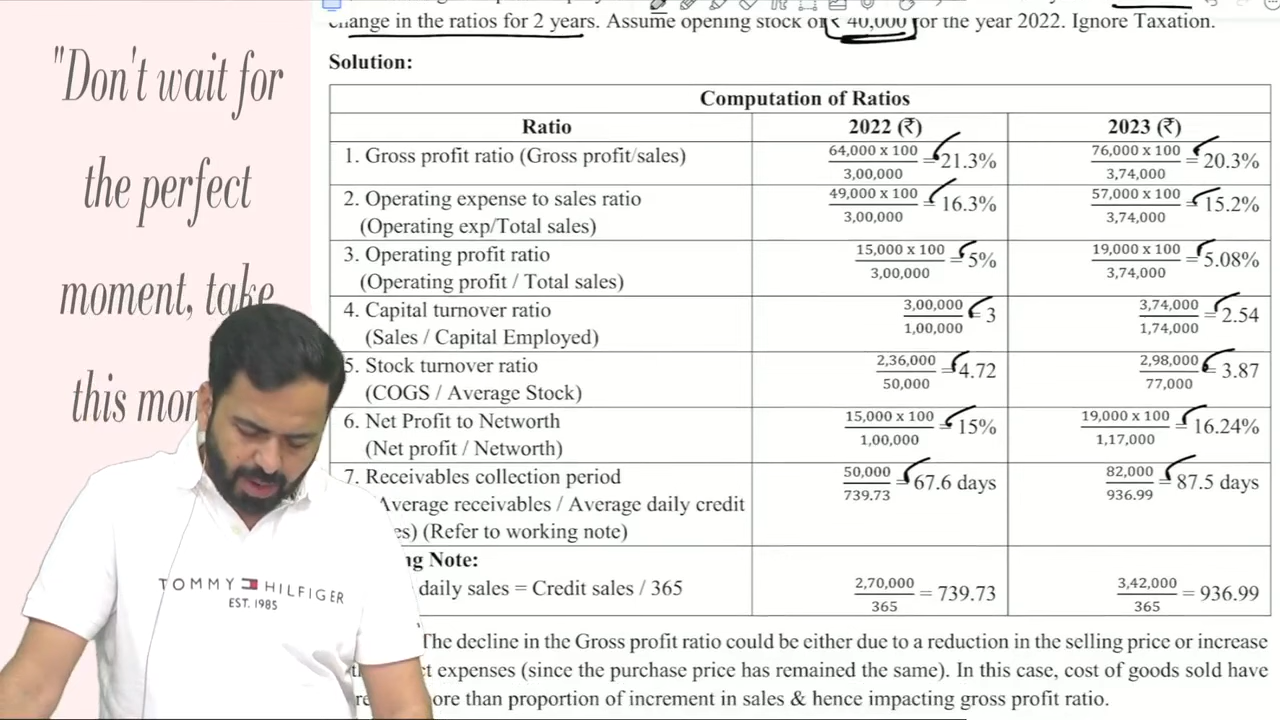 "Don't wait for
the perfect
moment, take
this mom
change in the ratios for 2 years. Assume opening stock of ₹ 40,000 for the year 2022. Ignore Taxation.
Solution:
Computation of Ratios
Ratio 2022 (₹) 2023 (₹)
1. Gross profit ratio (Gross profit/sales) 64,000 x 100 / 3,00,000 = 21.3% 76,000 x 100 / 3,74,000 = 20.3%
2. Operating expense to sales ratio 49,000 x 100 / 3,00,000 = 16.3% 57,000 x 100 / 3,74,000 = 15.2%
(Operating exp/Total sales)
3. Operating profit ratio 15,000 x 100 / 3,00,000 = 5% 19,000 x 100 / 3,74,000 = 5.08%
(Operating profit / Total sales)
4. Capital turnover ratio 3,00,000 / 1,00,000 = 3 3,74,000 / 1,74,000 = 2.54
(Sales / Capital Employed)
5. Stock turnover ratio 2,36,000 / 50,000 = 4.72 2,98,000 / 77,000 = 3.87
(COGS / Average Stock)
6. Net Profit to Networth 15,000 x 100 / 1,00,000 = 15% 19,000 x 100 / 1,17,000 = 16.24%
(Net profit / Networth)
7. Receivables collection period 50,000 / 739.73 = 67.6 days 82,000 / 936.99 = 87.5 days
Average receivables / Average daily credit
es) (Refer to working note)
ng Note:
daily sales = Credit sales / 365 2,70,000 / 365 = 739.73 3,42,000 / 365 = 936.99
The decline in the Gross profit ratio could be either due to a reduction in the selling price or increase
expenses (since the purchase price has remained the same). In this case, cost of goods sold have
ore than proportion of increment in sales & hence impacting gross profit ratio.
TOMMY HILFIGER
EST. 1985